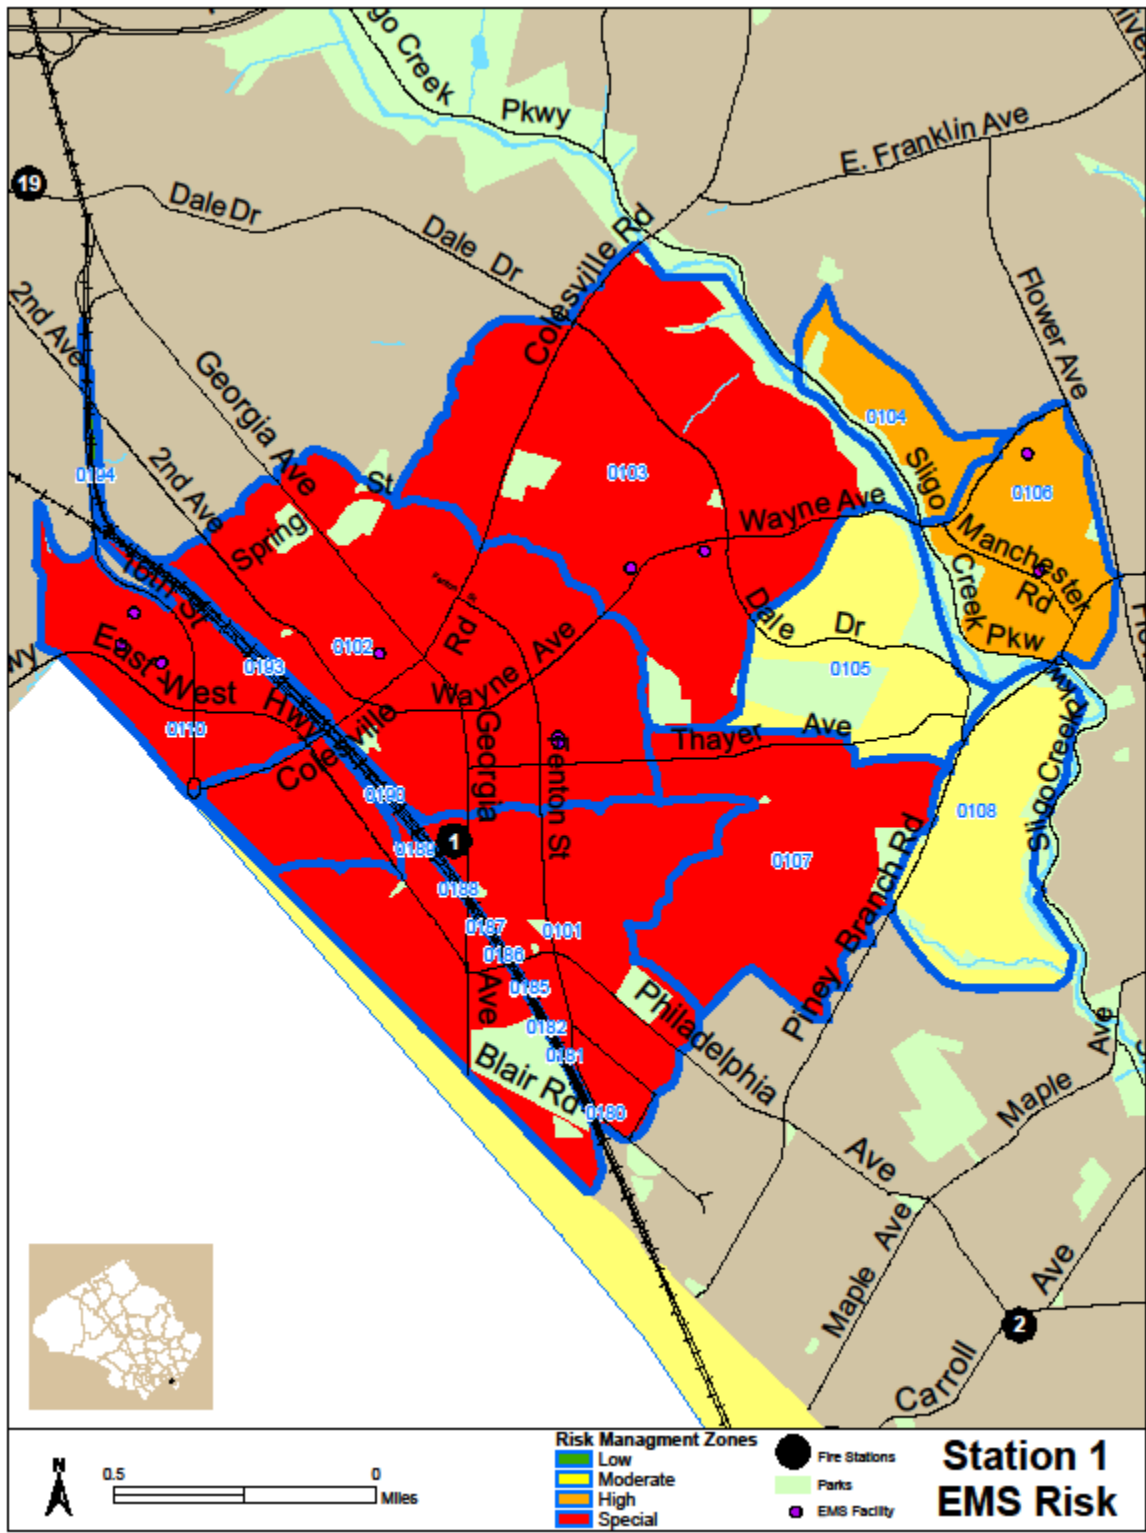 go Creek
Pkwy
E. Franklin Ave
19
Dale Dr
Dale Dr
Colesville Rd
2nd Ave
Flower Ave
Georgia Ave
0104
0194
2nd Ave
St
0103
Sligo
0106
Spring
Wayne Ave
Manchester
Rd
16th St
Creek
Pkw
Dale
Dr
Rd
0102
Wayne Ave
0105
East-West
Hwy
wy
0193
0110
Colesville
Georgia
Fenton St
Thayer
Ave
0196
0108
Sligo Creek
Pkwy
1
0189
0107
0188
0187
0101
Piney Branch Rd
0186
0185
Ave
Philadelphia
0182
0181
Blair Rd
0180
Maple
Ave
Ave
Maple Ave
Ave
2
Carroll
N
0.5
0
Miles
Risk Managment Zones
Low
Moderate
High
Special
Fire Stations
Parks
EMS Facility
Station 1
EMS Risk